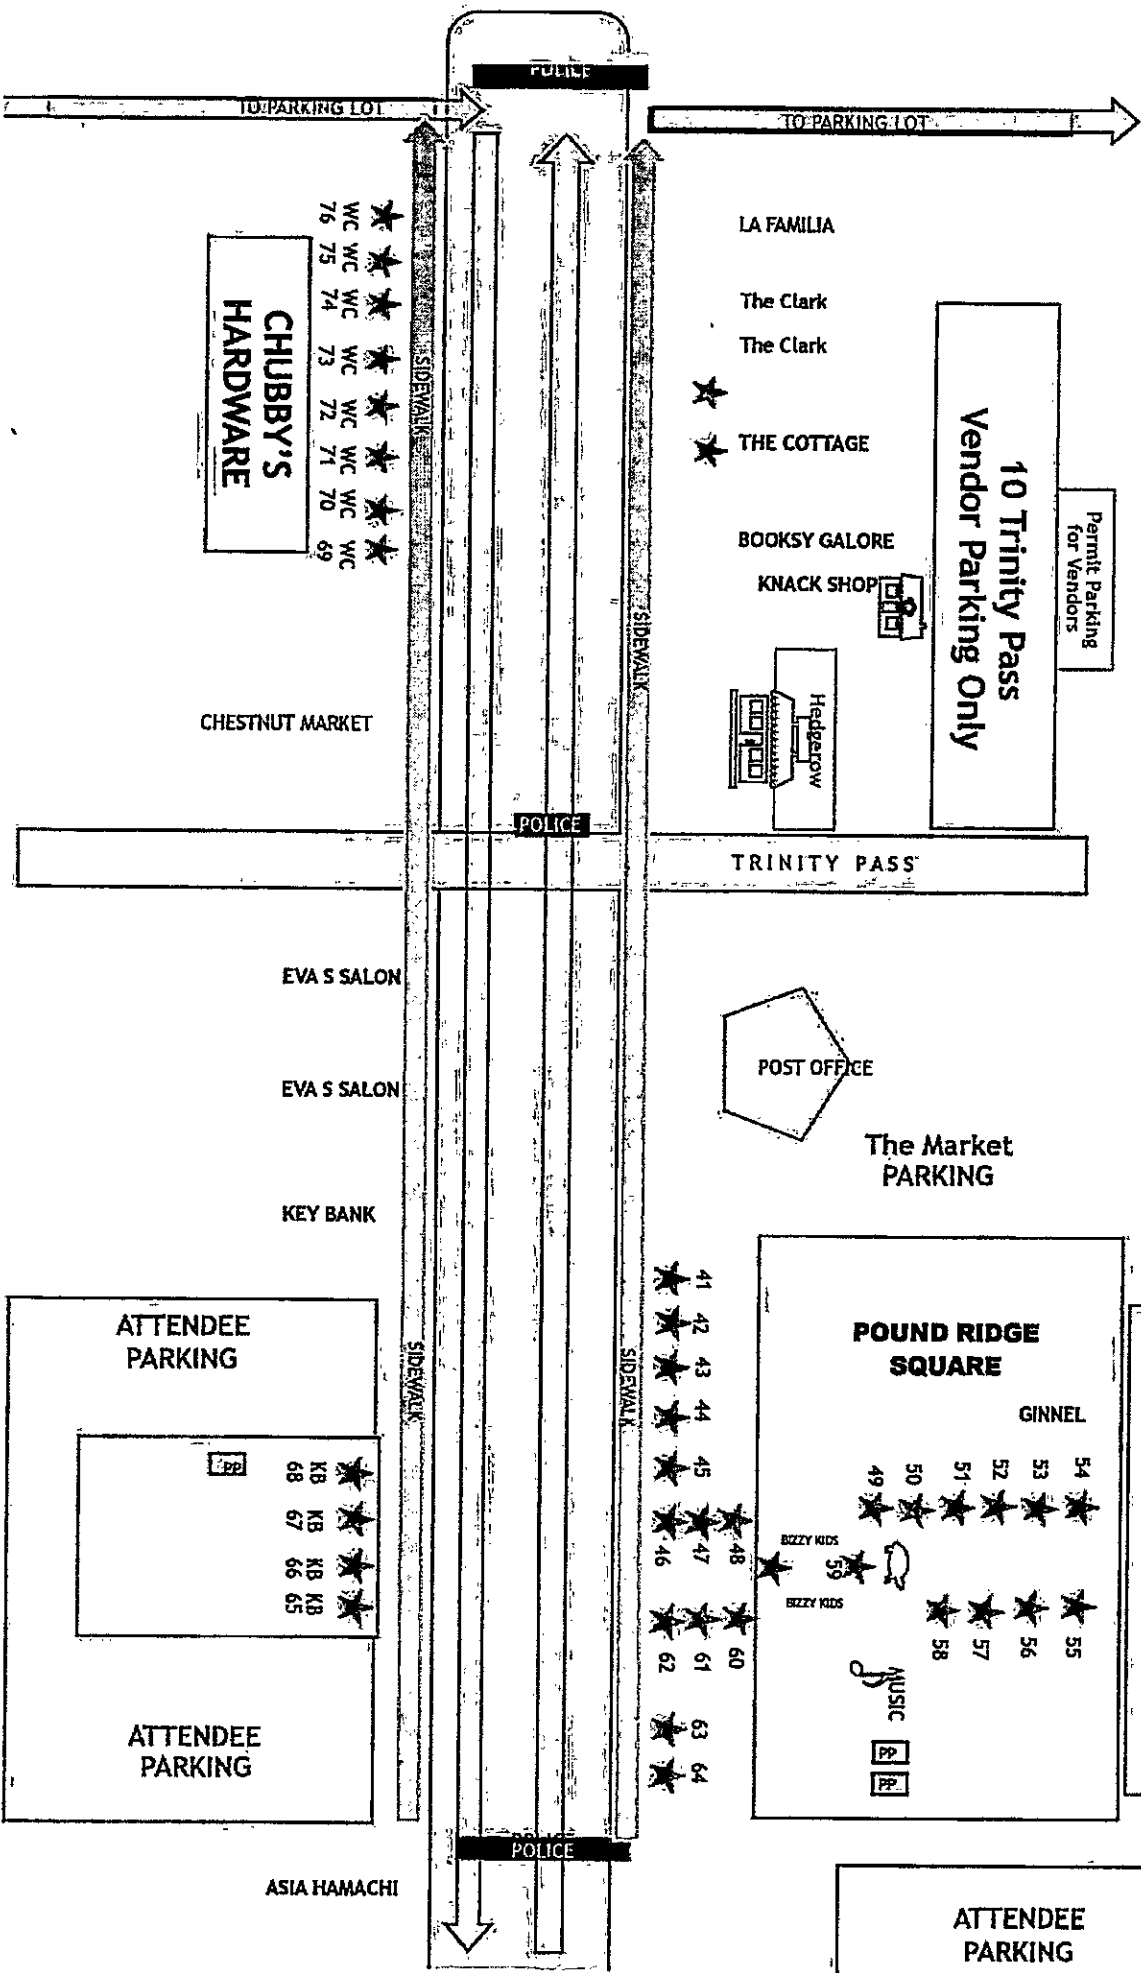 POLICE
TO PARKING LOT
TO PARKING LOT
LA FAMILIA
The Clark
The Clark
THE COTTAGE
BOOKSY GALORE
KNACK SHOP
Hedgerow
10 Trinity Pass
Vendor Parking Only
Permit Parking
for Vendors
76 WC
75 WC
74 WC
73 WC
72 WC
71 WC
70 WC
69 WC
CHUBBY'S
HARDWARE
SIDEWALK
SIDEWALK
CHESTNUT MARKET
POLICE
TRINITY PASS
EVA S SALON
EVA S SALON
KEY BANK
POST OFFICE
The Market
PARKING
ATTENDEE
PARKING
SIDEWALK
SIDEWALK
PP
68 KB
67 KB
66 KB
65 KB
ATTENDEE
PARKING
41
42
43
44
45
46
47
48
62
61
60
63
64
POUND RIDGE
SQUARE
GINNEL
49
50
51
52
53
54
BIZZY KIDS
59
BIZZY KIDS
58
57
56
55
MUSIC
PP
PP
POLICE
ASIA HAMACHI
ATTENDEE
PARKING